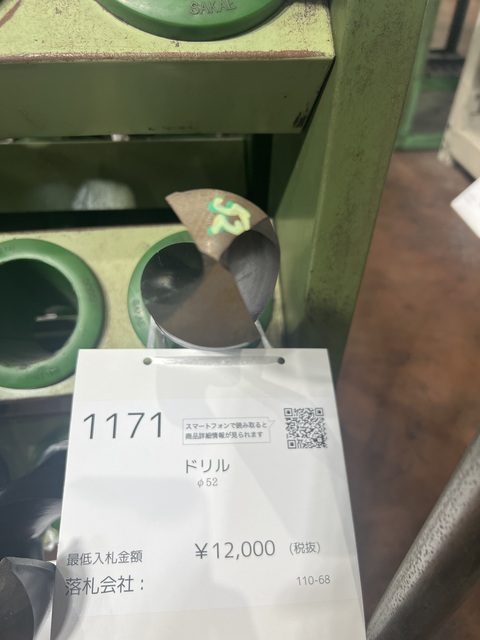 SAKAE
52
1171
スマートフォンで読み取ると
商品詳細情報が見られます
ドリル
φ52
最低入札金額 ¥12,000 (税抜)
落札会社：
110-68